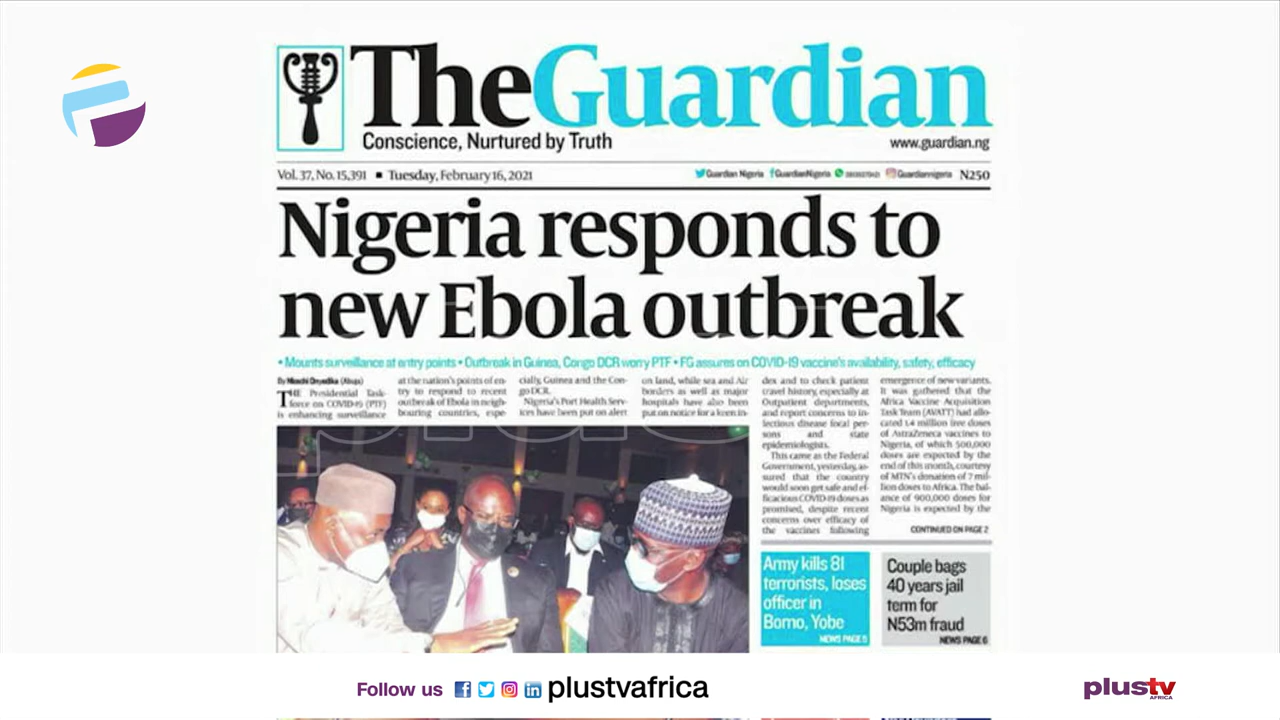 TheGuardian
Conscience, Nurtured by Truth
www.guardian.ng
Vol. 37, No. 15,391 ■ Tuesday, February 16, 2021
Guardian Nigeria GuardianNigeria Guardiannigeria N250
Nigeria responds to
new Ebola outbreak
• Mounts surveillance at entry points • Outbreak in Guinea, Congo DCR worry PTF • FG assures on COVID-19 vaccine's availability, safety, efficacy
(Abuja)
THE Presidential Task-
force on COVID-19 (PTF)
is enhancing surveillance
at the nation's points of en-
try to respond to recent
outbreak of Ebola in neigh-
bouring countries, espe-
cially, Guinea and the Con-
go DCR.
Nigeria's Port Health Serv-
ices have been put on alert
on land, while sea and Air
borders as well as major
hospitals have also been
put on notice for a keen in-
dex and to check patient
travel history, especially at
Outpatient departments,
and report concerns to in-
fectious disease focal per-
sons and state
epidemiologists.
This came as the Federal
Government, yesterday, as-
sured that the country
would soon get safe and ef-
ficacious COVID-19 doses as
promised, despite recent
concerns over efficacy of
the vaccines following
emergence of new variants.
It was gathered that the
Africa Vaccine Acquisition
Task Team (AVATT) had allo-
cated 1.4 million free doses
of AstraZeneca vaccines to
Nigeria, of which 500,000
doses are expected by the
end of this month, courtesy
of MTN's donation of 7 mil-
lion doses to Africa. The bal-
ance of 900,000 doses for
Nigeria is expected by the
CONTINUED ON PAGE 2
Army kills 81
terrorists, loses
officer in
Borno, Yobe
NEWS PAGE 5
Couple bags
40 years jail
term for
N53m fraud
NEWS PAGE 6
Follow us plustvafrica
plustv
AFRICA